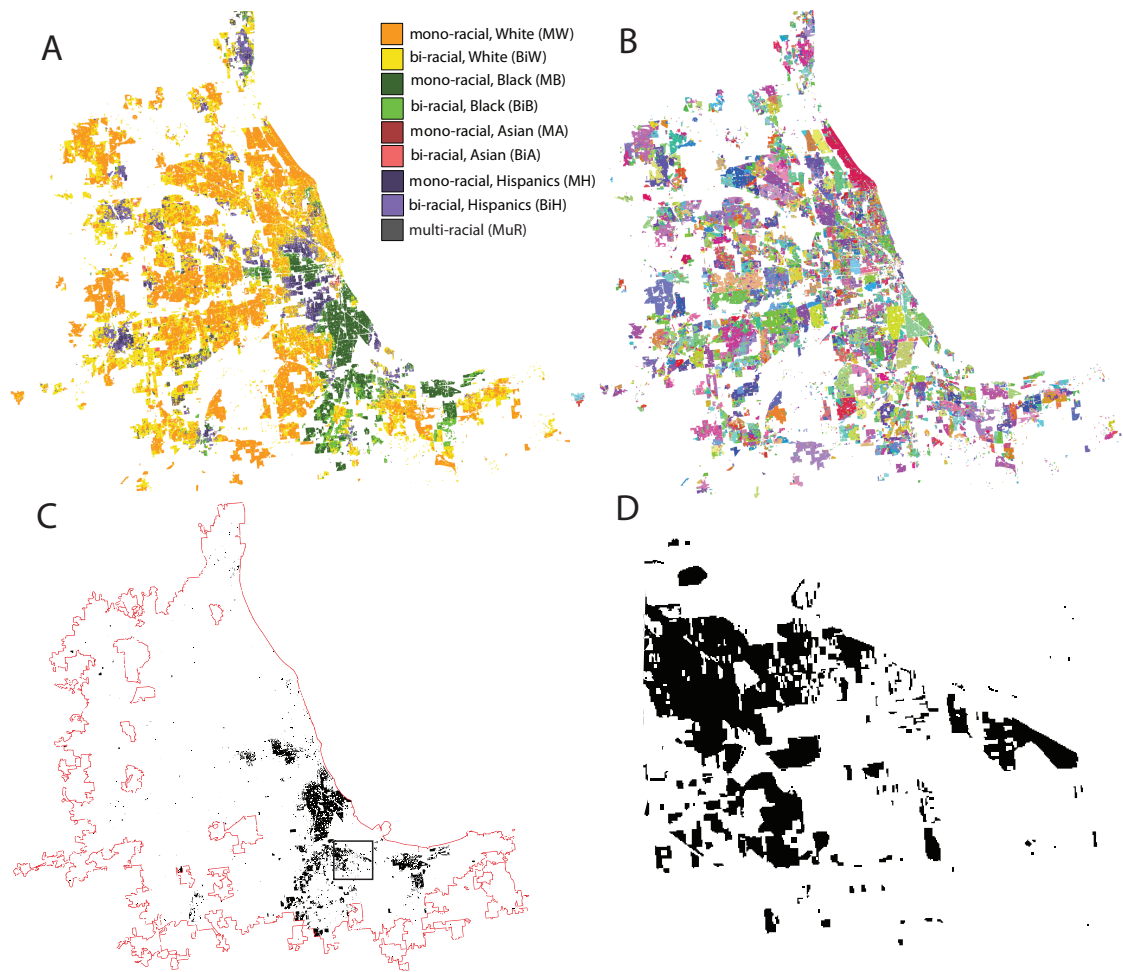 A
mono-racial, White (MW)
bi-racial, White (BiW)
mono-racial, Black (MB)
bi-racial, Black (BiB)
mono-racial, Asian (MA)
bi-racial, Asian (BiA)
mono-racial, Hispanics (MH)
bi-racial, Hispanics (BiH)
multi-racial (MuR)
B
C
D